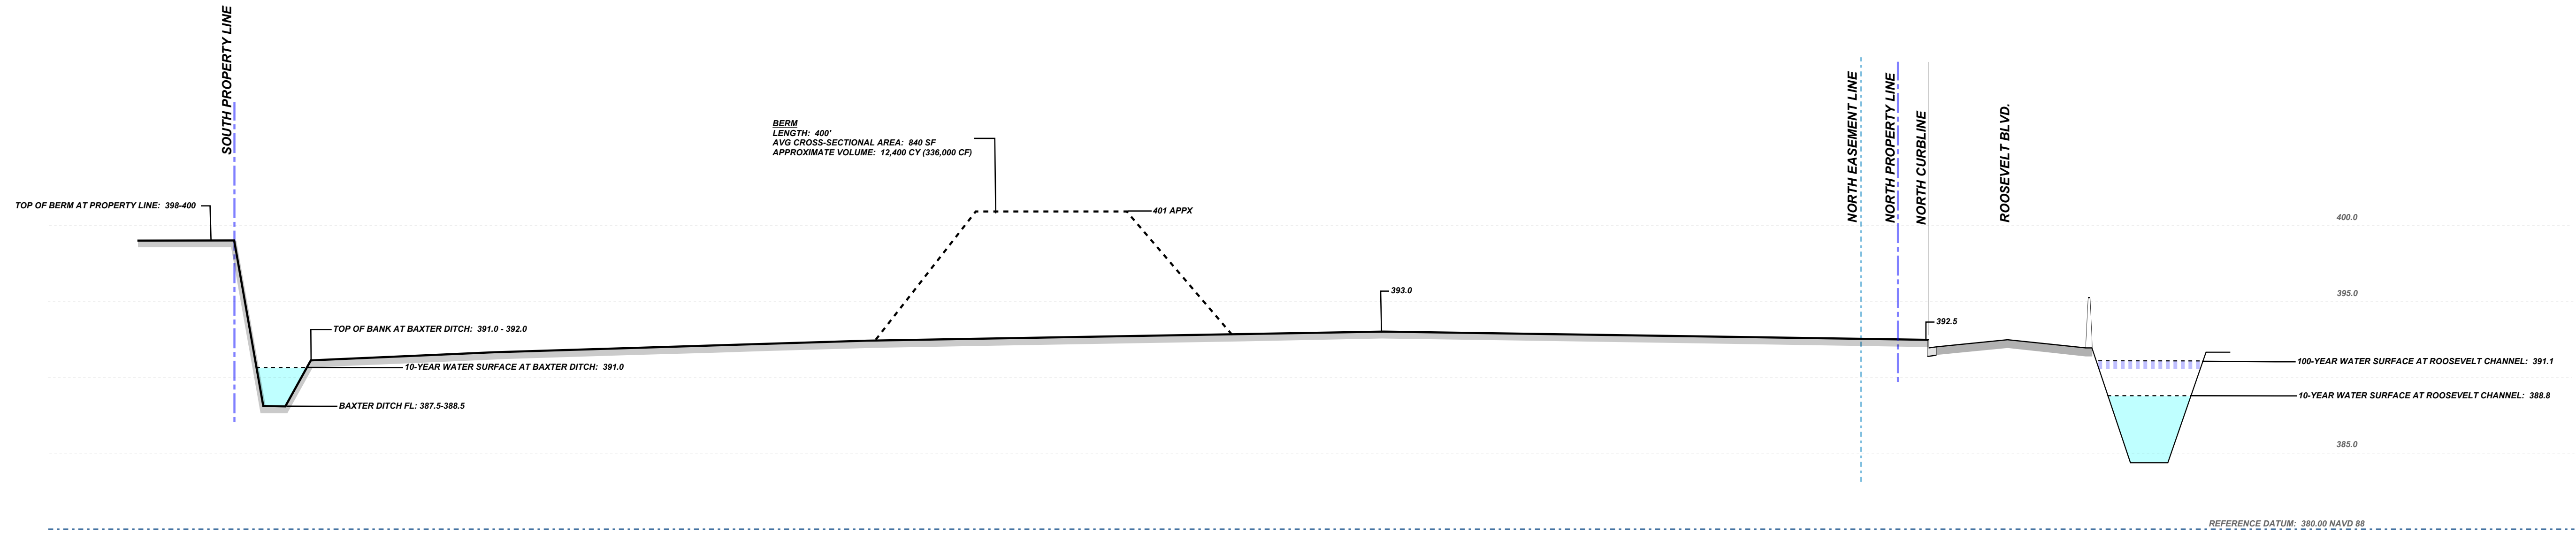 SOUTH PROPERTY LINE
BERM
LENGTH: 400'
AVG CROSS-SECTIONAL AREA: 840 SF
APPROXIMATE VOLUME: 12,400 CY (336,000 CF)
NORTH EASEMENT LINE
NORTH PROPERTY LINE
NORTH CURBLINE
ROOSEVELT BLVD.
TOP OF BERM AT PROPERTY LINE: 398-400
401 APPX
400.0
393.0
395.0
TOP OF BANK AT BAXTER DITCH: 391.0 - 392.0
392.5
10-YEAR WATER SURFACE AT BAXTER DITCH: 391.0
100-YEAR WATER SURFACE AT ROOSEVELT CHANNEL: 391.1
BAXTER DITCH FL: 387.5-388.5
10-YEAR WATER SURFACE AT ROOSEVELT CHANNEL: 388.8
385.0
REFERENCE DATUM: 380.00 NAVD 88